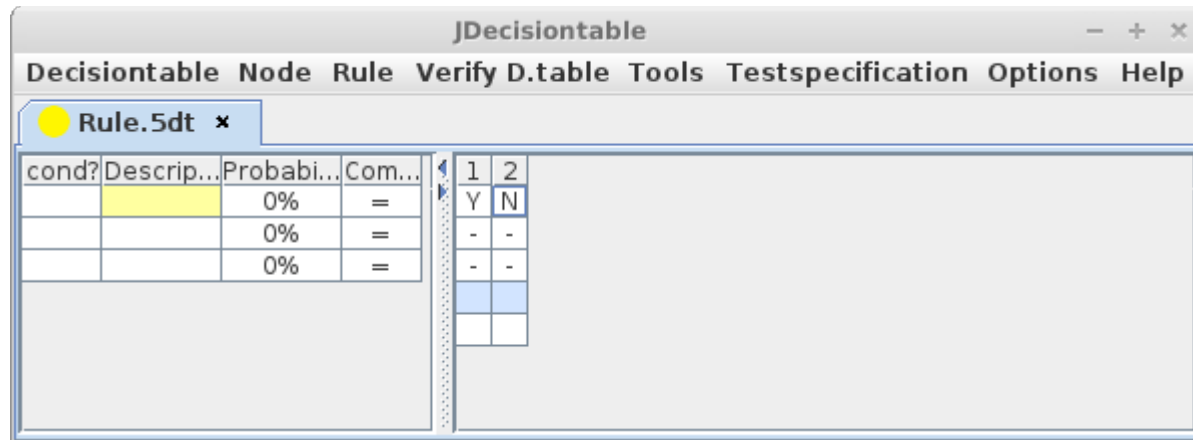 JDecisiontable
Decisiontable Node Rule Verify D.table Tools Testspecification Options Help
Rule.5dt
cond? Descrip... Probabi... Com... 1 2
0% = Y N
0% = - -
0% = - -